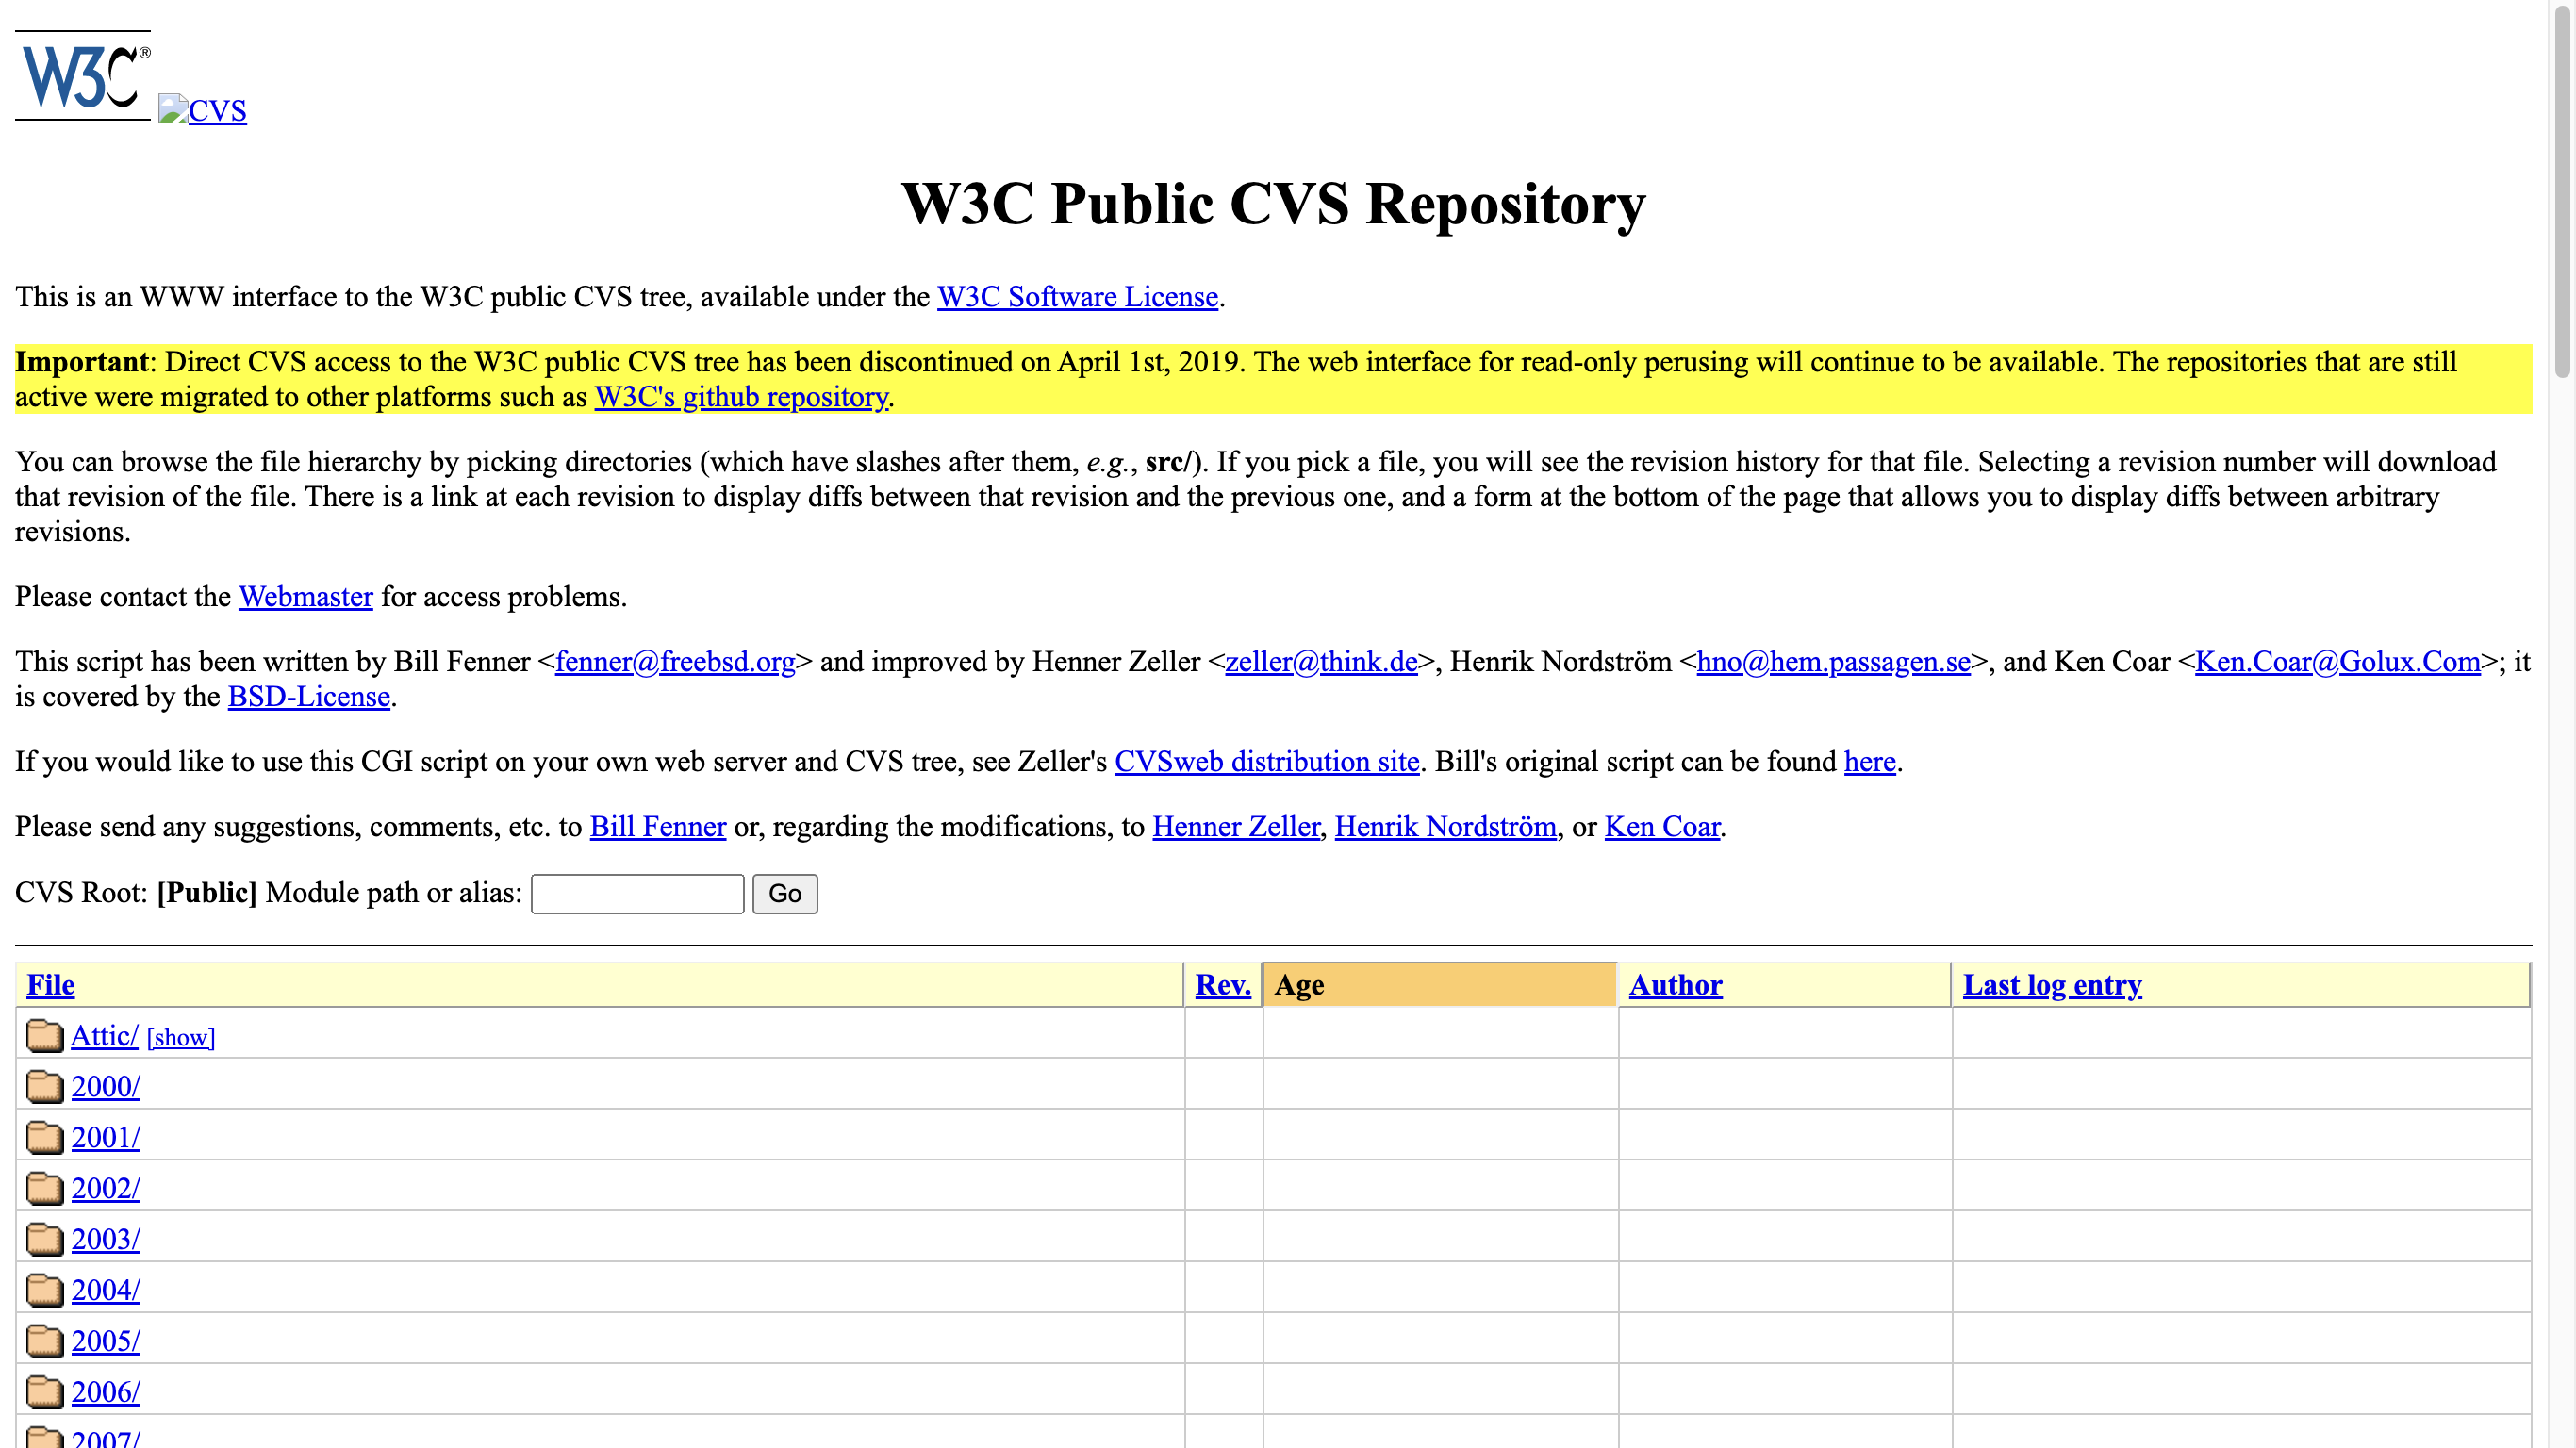 W3C®
CVS
W3C Public CVS Repository
This is an WWW interface to the W3C public CVS tree, available under the W3C Software License.
Important: Direct CVS access to the W3C public CVS tree has been discontinued on April 1st, 2019. The web interface for read-only perusing will continue to be available. The repositories that are still
active were migrated to other platforms such as W3C's github repository.
You can browse the file hierarchy by picking directories (which have slashes after them, e.g., src/). If you pick a file, you will see the revision history for that file. Selecting a revision number will download
that revision of the file. There is a link at each revision to display diffs between that revision and the previous one, and a form at the bottom of the page that allows you to display diffs between arbitrary
revisions.
Please contact the Webmaster for access problems.
This script has been written by Bill Fenner <fenner@freebsd.org> and improved by Henner Zeller <zeller@think.de>, Henrik Nordström <hno@hem.passagen.se>, and Ken Coar <Ken.Coar@Golux.Com>; it
is covered by the BSD-License.
If you would like to use this CGI script on your own web server and CVS tree, see Zeller's CVSweb distribution site. Bill's original script can be found here.
Please send any suggestions, comments, etc. to Bill Fenner or, regarding the modifications, to Henner Zeller, Henrik Nordström, or Ken Coar.
CVS Root: [Public] Module path or alias: Go
File Rev. Age Author Last log entry
Attic/ [show]
2000/
2001/
2002/
2003/
2004/
2005/
2006/
2007/